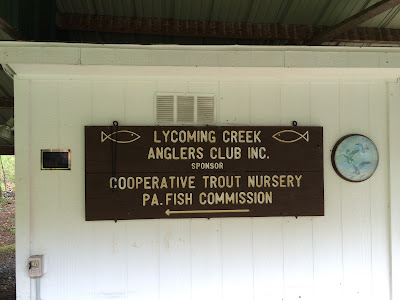 LYCOMING CREEK
ANGLERS CLUB INC.
SPONSOR
COOPERATIVE TROUT NURSERY
PA. FISH COMMISSION